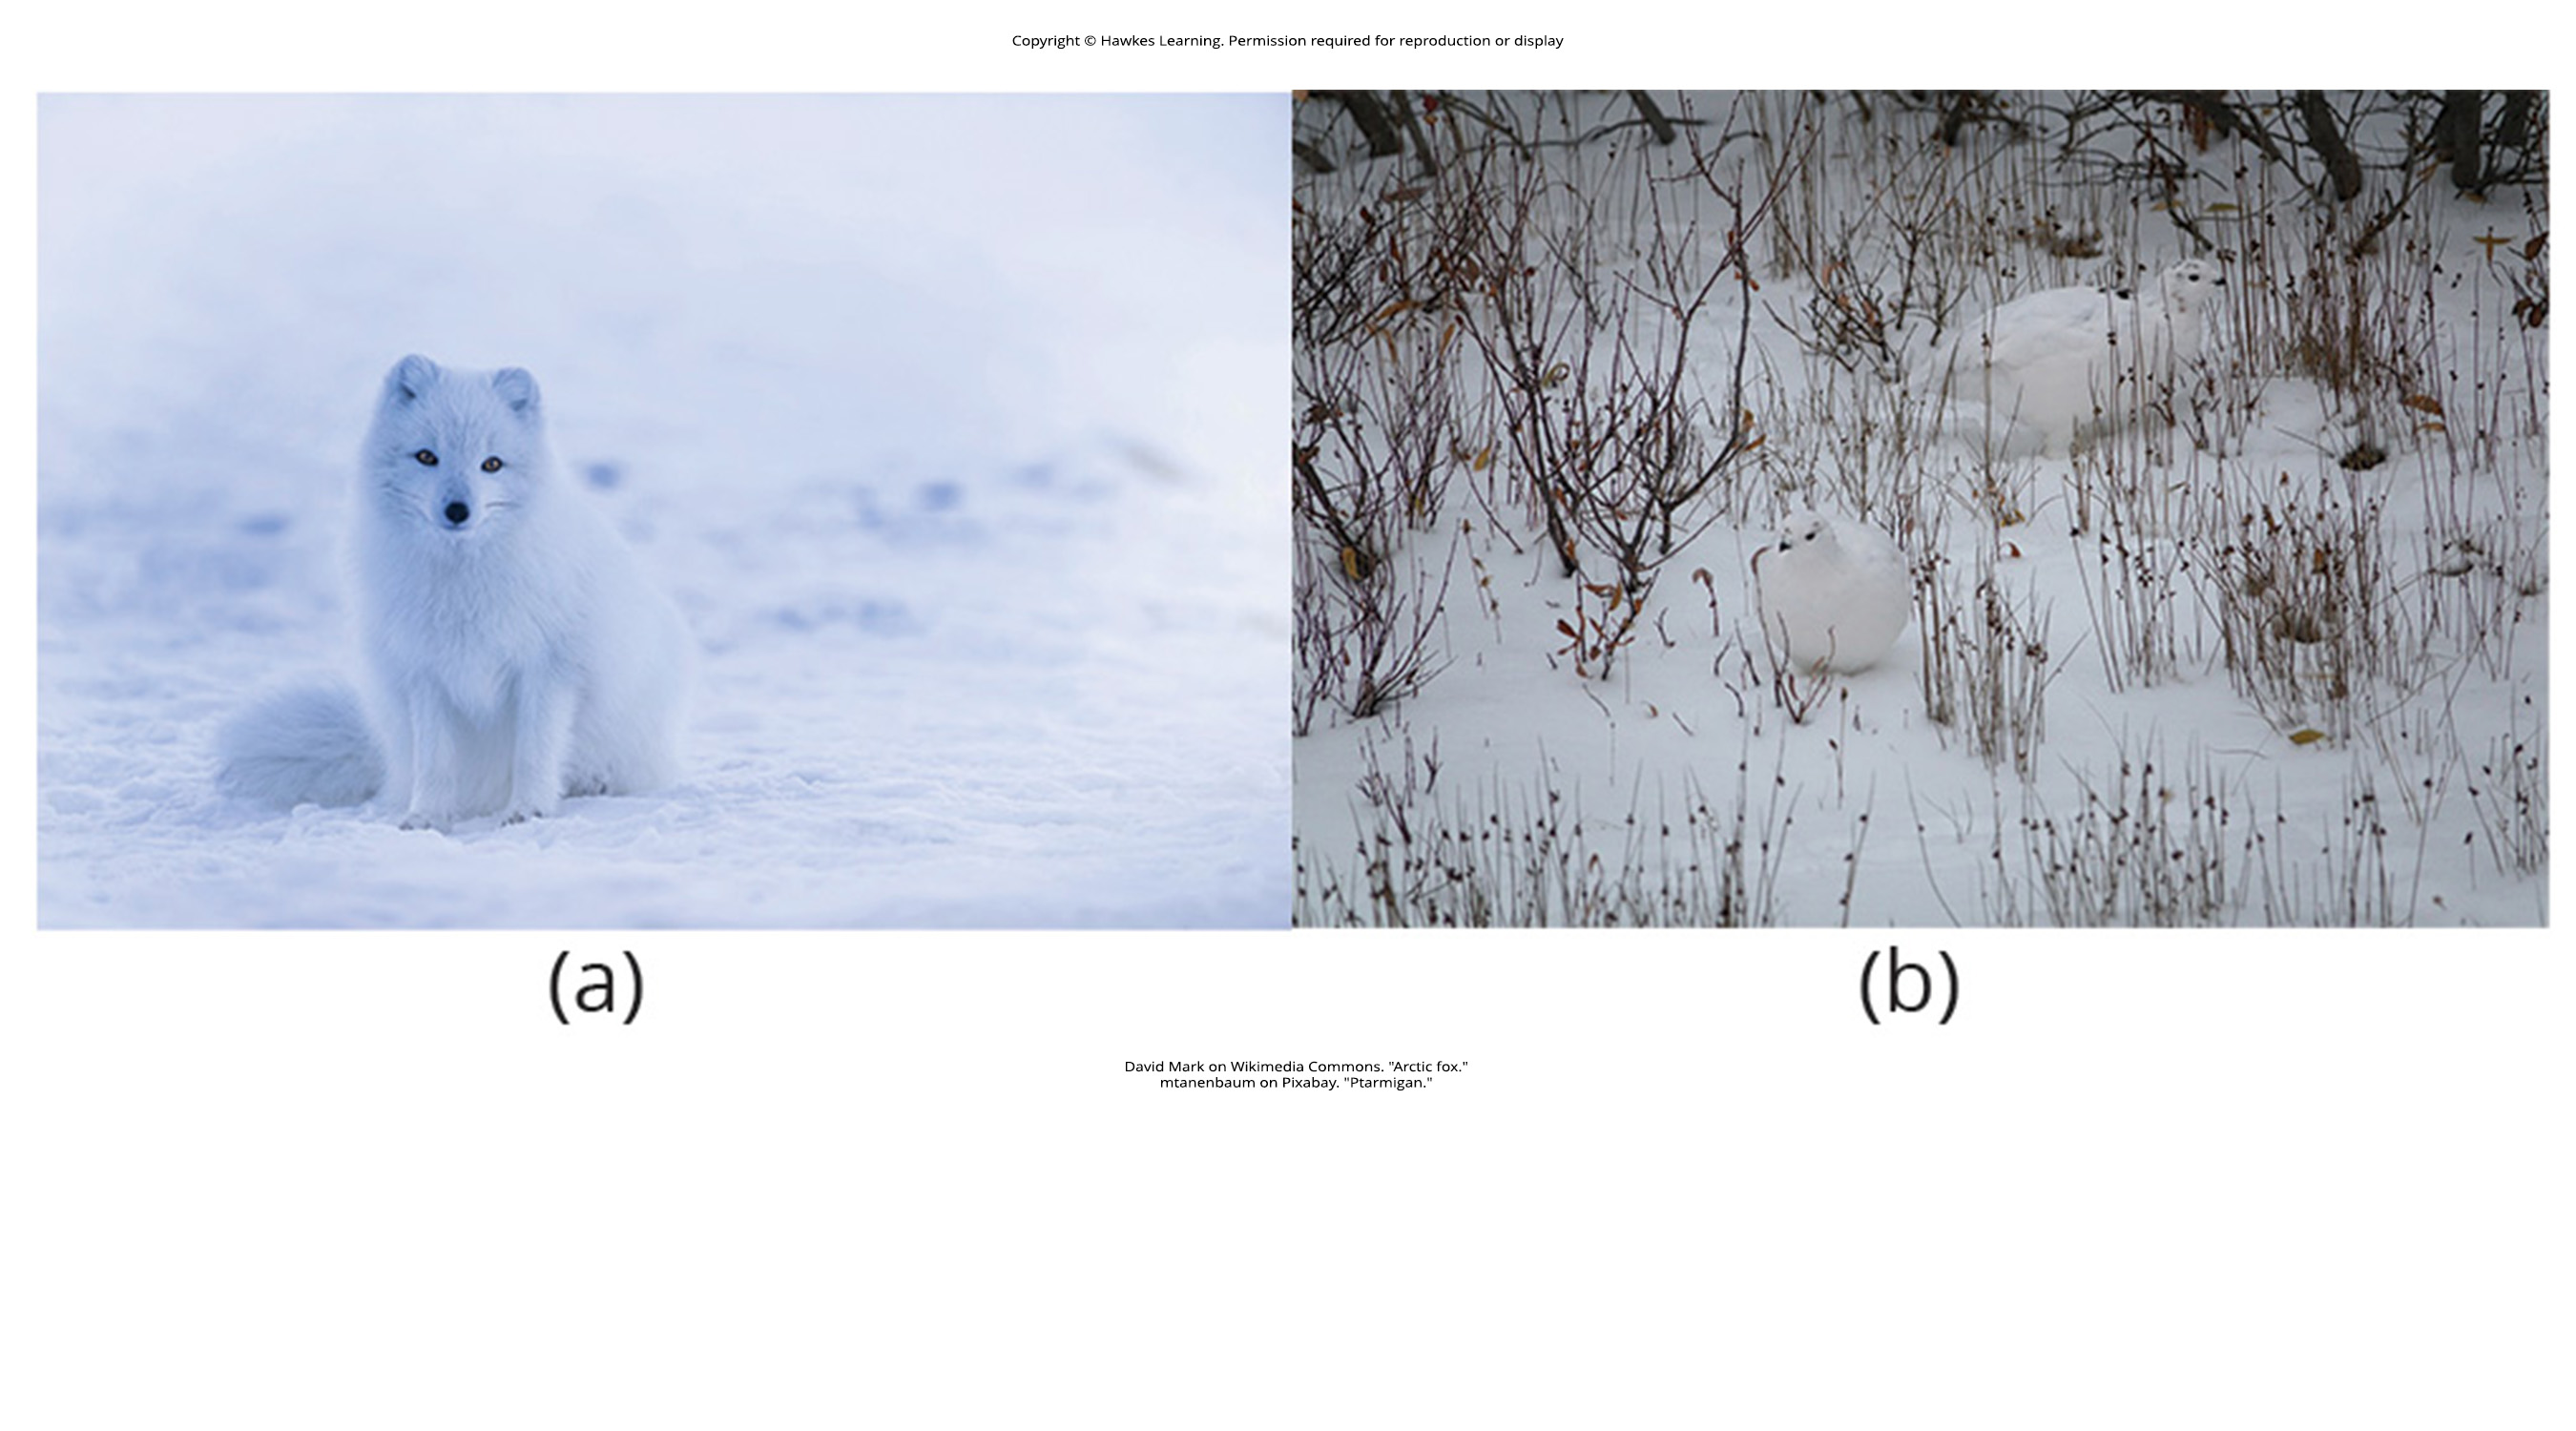 Copyright © Hawkes Learning. Permission required for reproduction or display
(a)
(b)
David Mark on Wikimedia Commons. "Arctic fox."
mtanenbaum on Pixabay. "Ptarmigan."